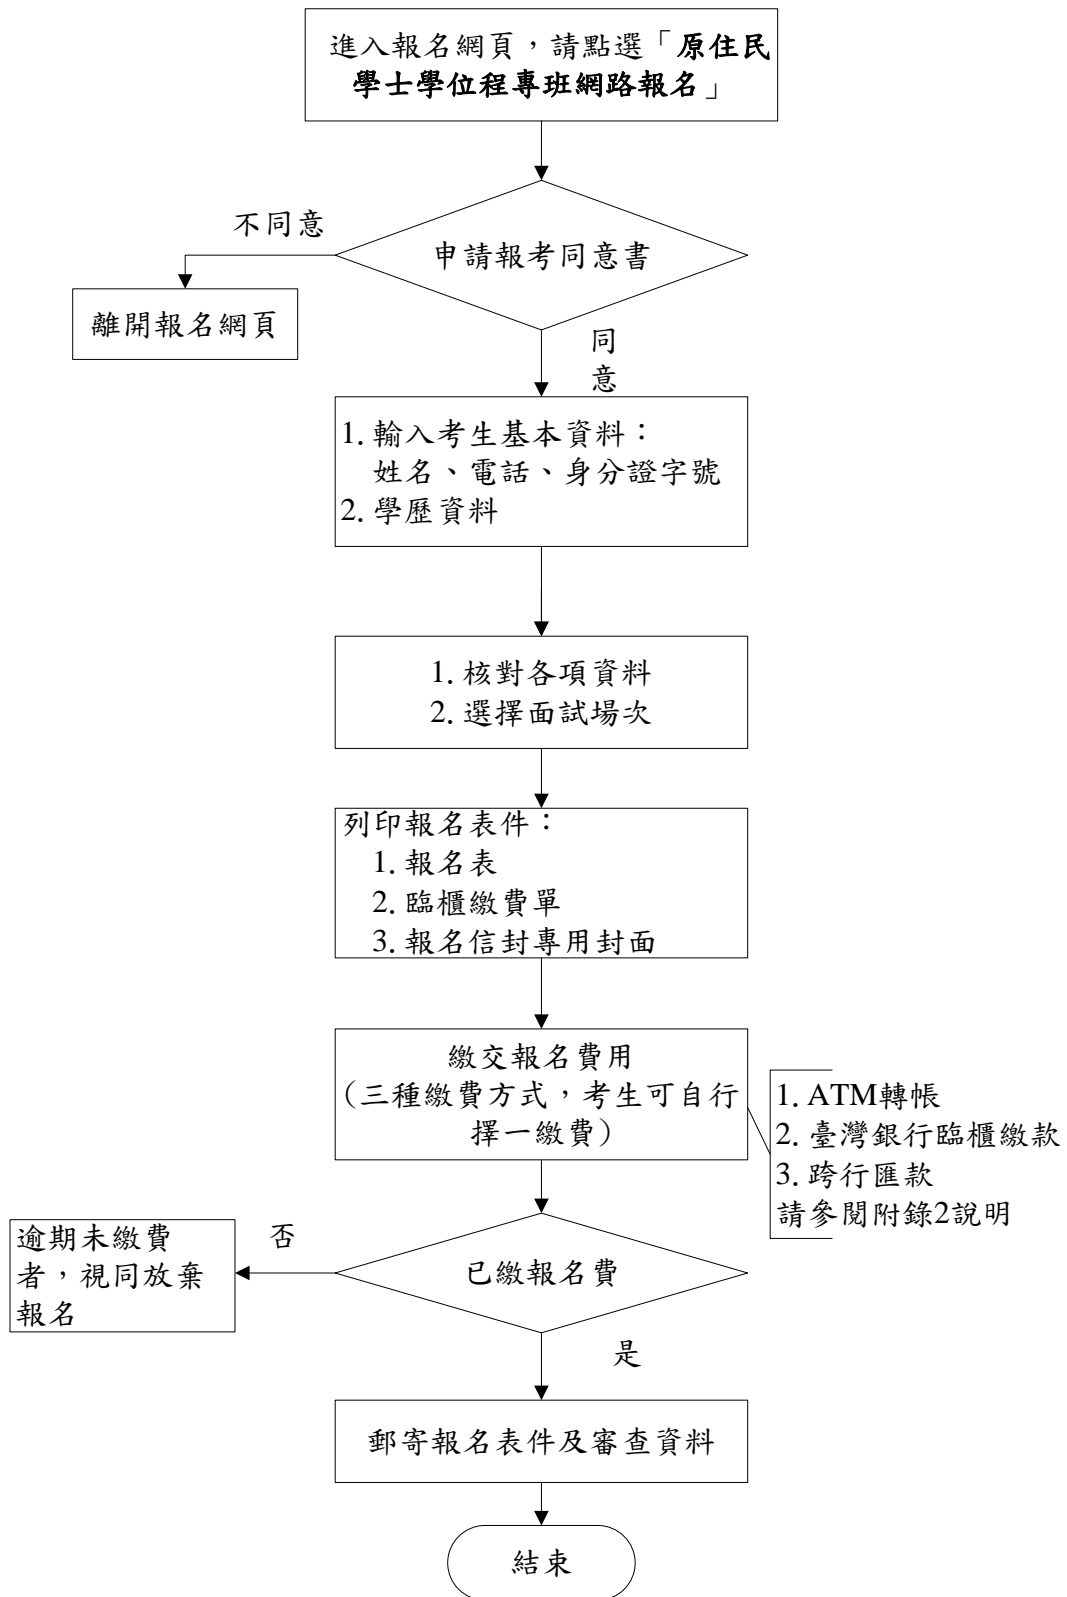 進入報名網頁，請點選「原住民
學士學位程專班網路報名」
不同意
申請報考同意書
離開報名網頁
同
意
1. 輸入考生基本資料：
姓名、電話、身分證字號
2. 學歷資料
1. 核對各項資料
2. 選擇面試場次
列印報名表件：
1. 報名表
2. 臨櫃繳費單
3. 報名信封專用封面
繳交報名費用
（三種繳費方式，考生可自行
擇一繳費）
1. ATM轉帳
2. 臺灣銀行臨櫃繳款
3. 跨行匯款
請參閱附錄2說明
逾期未繳費
者，視同放棄
報名
否
已繳報名費
是
郵寄報名表件及審查資料
結束